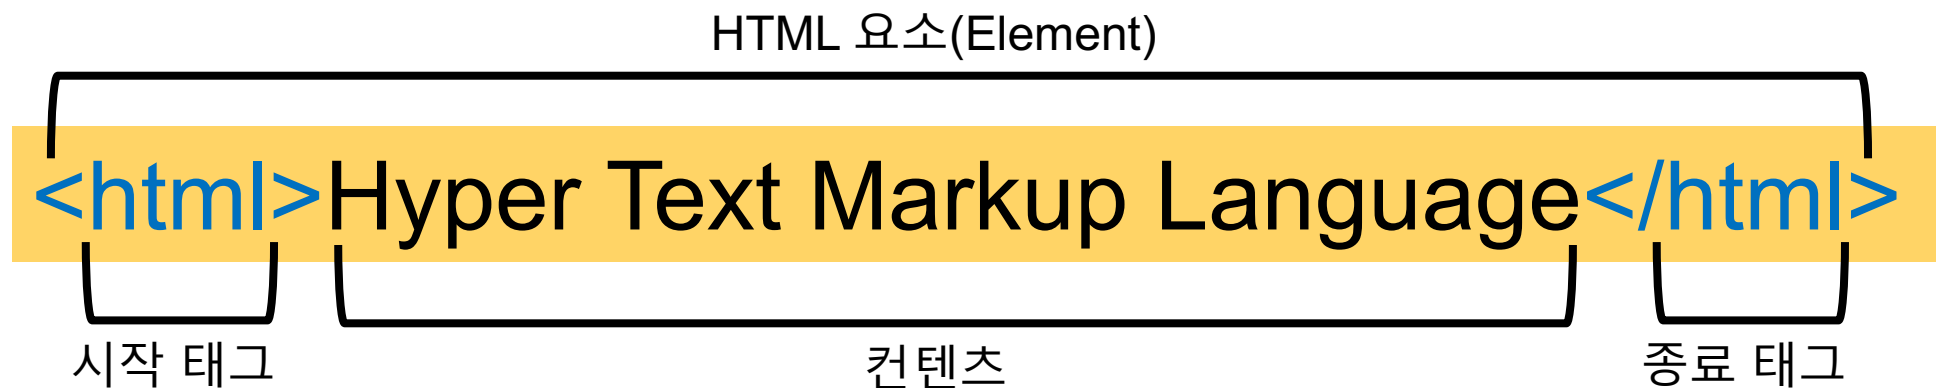 HTML 요소(Element)
<html>Hyper Text Markup Language</html>
시작 태그 컨텐츠 종료 태그